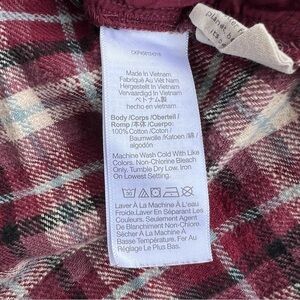 Made In Vietnam
Fabriqué Au Viêt Nam
Hergestellt In Vietnam
Vervaardigd In Vietnam
ベトナム製
hecho en vietnam
Body /Corps /Oberteil /
Romp /本体 /Cuerpo:
100% Cotton / Coton /
Baumwolle / Katoen / 綿 /
algodón
Machine Wash Cold With Like
Colors. Non-Chlorine Bleach
Only. Tumble Dry Low. Iron
On Lowest Setting.
Laver À La Machine À L'Eau
Froide.Laver En Séparant Les
Couleurs. Agent De
Blanchiment Non-Chloré.
Sécher À La Machine À
Basse Température. Fer Au
Réglage Le Plus Bas.